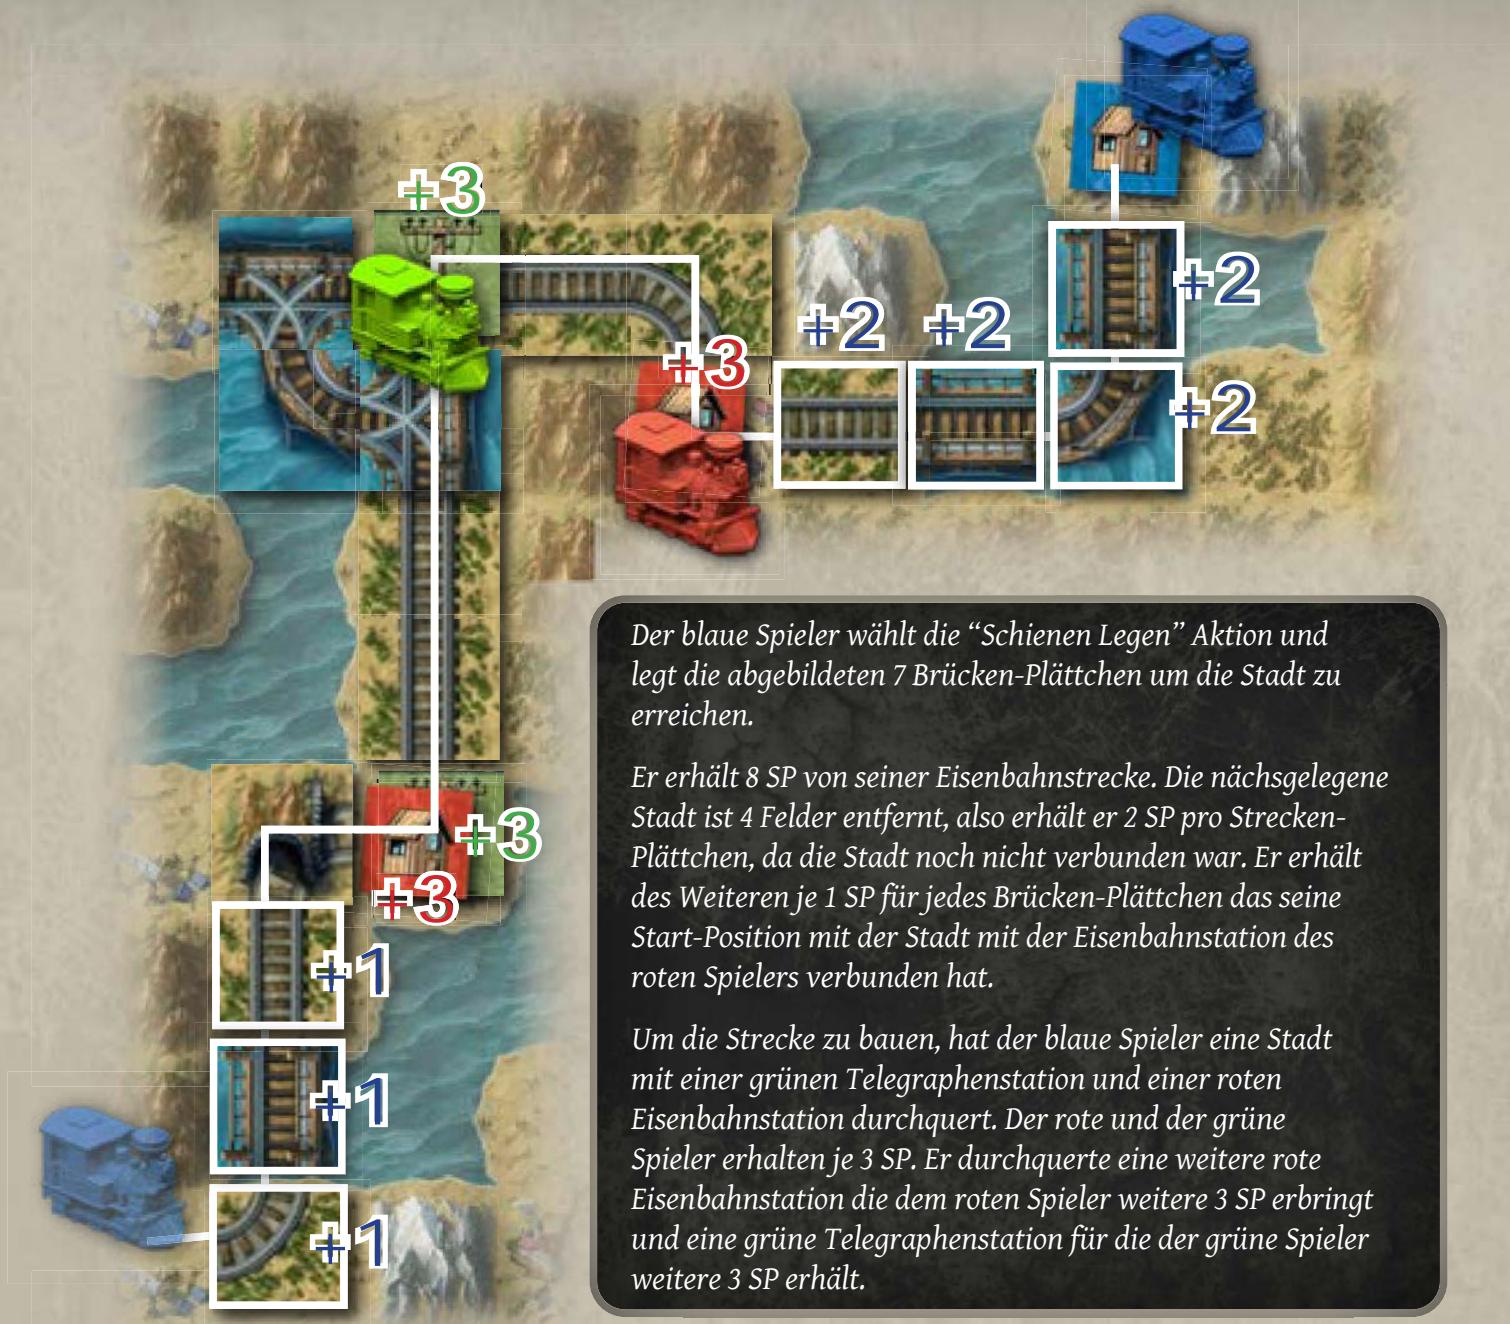 +3
+3
+2
+2
+2
+2
+3
+3
+1
+1
+1
Der blaue Spieler wählt die “Schienen Legen” Aktion und
legt die abgebildeten 7 Brücken-Plättchen um die Stadt zu
erreichen.
Er erhält 8 SP von seiner Eisenbahnstrecke. Die nächsgelegene
Stadt ist 4 Felder entfernt, also erhält er 2 SP pro Strecken-
Plättchen, da die Stadt noch nicht verbunden war. Er erhält
des Weiteren je 1 SP für jedes Brücken-Plättchen das seine
Start-Position mit der Stadt mit der Eisenbahnstation des
roten Spielers verbunden hat.
Um die Strecke zu bauen, hat der blaue Spieler eine Stadt
mit einer grünen Telegraphenstation und einer roten
Eisenbahnstation durchquert. Der rote und der grüne
Spieler erhalten je 3 SP. Er durchquerte eine weitere rote
Eisenbahnstation die dem roten Spieler weitere 3 SP erbringt
und eine grüne Telegraphenstation für die der grüne Spieler
weitere 3 SP erhält.